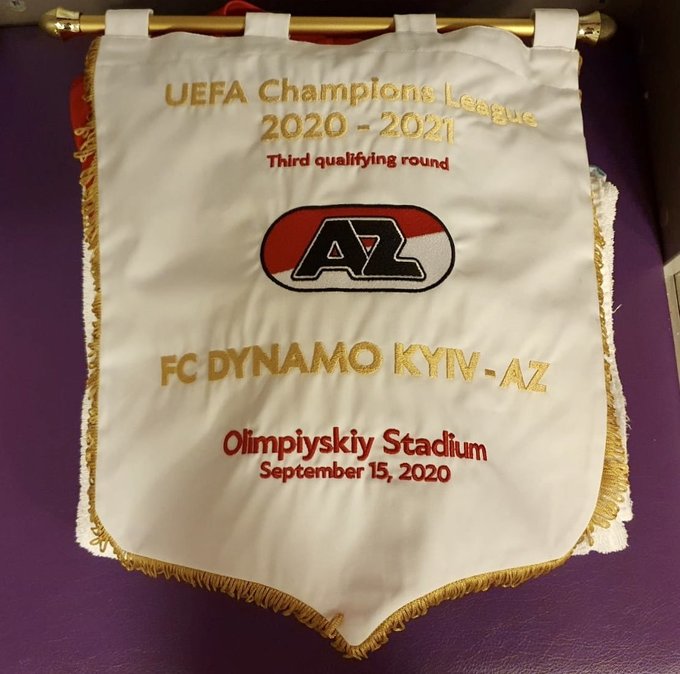 UEFA Champions League
2020 - 2021
Third qualifying round
AZ
FC DYNAMO KYIV - AZ
Olimpiyskiy Stadium
September 15, 2020